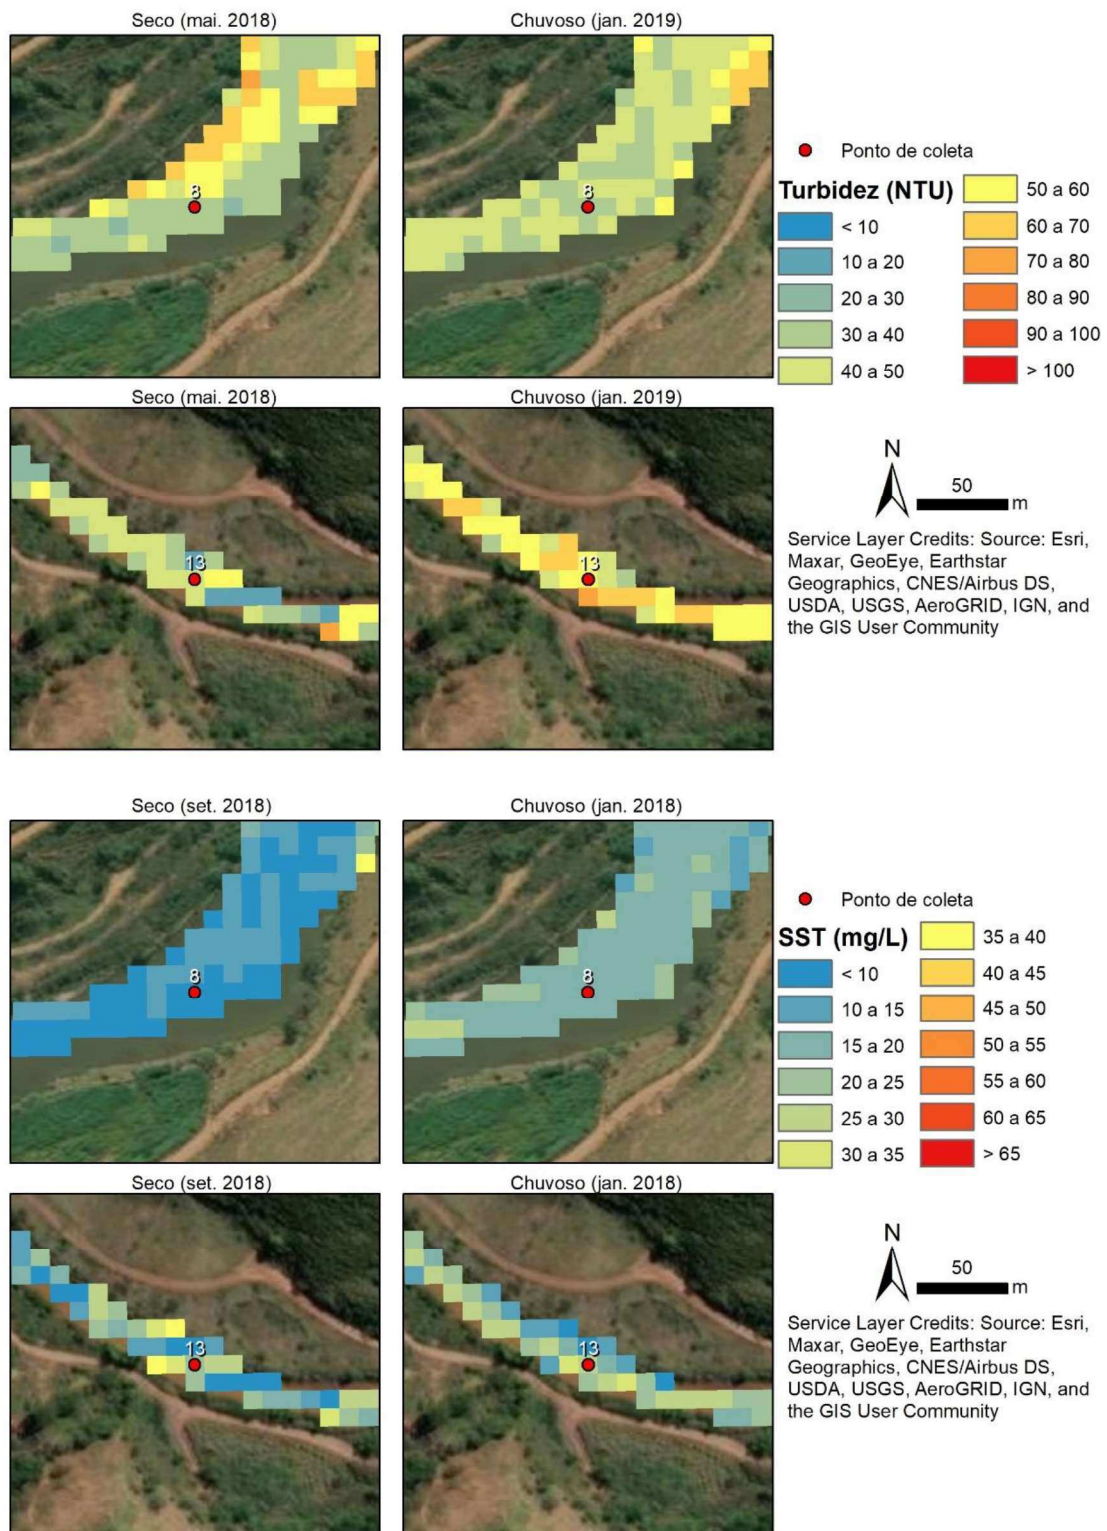 Seco (mai. 2018)
Chuvoso (jan. 2019)
8
8
Ponto de coleta
Turbidez (NTU)
< 10
10 a 20
20 a 30
30 a 40
40 a 50
50 a 60
60 a 70
70 a 80
80 a 90
90 a 100
> 100
Seco (mai. 2018)
Chuvoso (jan. 2019)
13
13
N
50
m
Service Layer Credits: Source: Esri,
Maxar, GeoEye, Earthstar
Geographics, CNES/Airbus DS,
USDA, USGS, AeroGRID, IGN, and
the GIS User Community
Seco (set. 2018)
Chuvoso (jan. 2018)
8
8
Ponto de coleta
SST (mg/L)
< 10
10 a 15
15 a 20
20 a 25
25 a 30
30 a 35
35 a 40
40 a 45
45 a 50
50 a 55
55 a 60
60 a 65
> 65
Seco (set. 2018)
Chuvoso (jan. 2018)
13
13
N
50
m
Service Layer Credits: Source: Esri,
Maxar, GeoEye, Earthstar
Geographics, CNES/Airbus DS,
USDA, USGS, AeroGRID, IGN, and
the GIS User Community